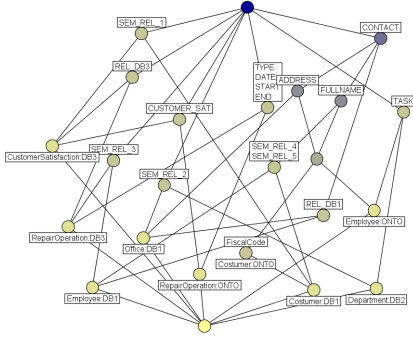 SEM_REL_1
CONTACT
REL_DB3
TYPE
DATE
START
END
ADDRESS
FULLNAME
CUSTOMER_SAT
TASK
SEM_REL_3
CustomerSatisfaction:DB3
SEM_REL_4
SEM_REL_5
SEM_REL_2
REL_DB1
Employee:ONTO
RepairOperation:DB3
Office:DB1
FiscalCode
Costumer:ONTO
RepairOperation:ONTO
Employee:DB1
Costumer:DB1
Department:DB2